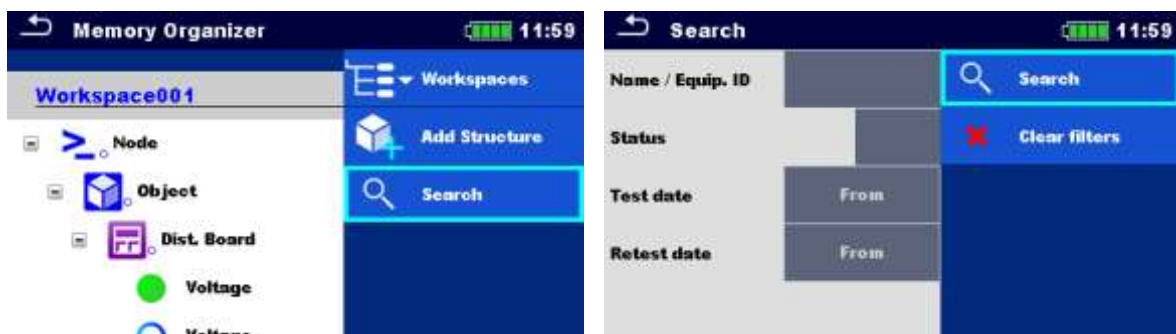 Memory Organizer 11:59
Workspace001
Workspaces
Node
Add Structure
Object
Search
Dist. Board
Voltage
Voltage
Search 11:59
Name / Equip. ID
Search
Status
Clear filters
Test date From
Retest date From